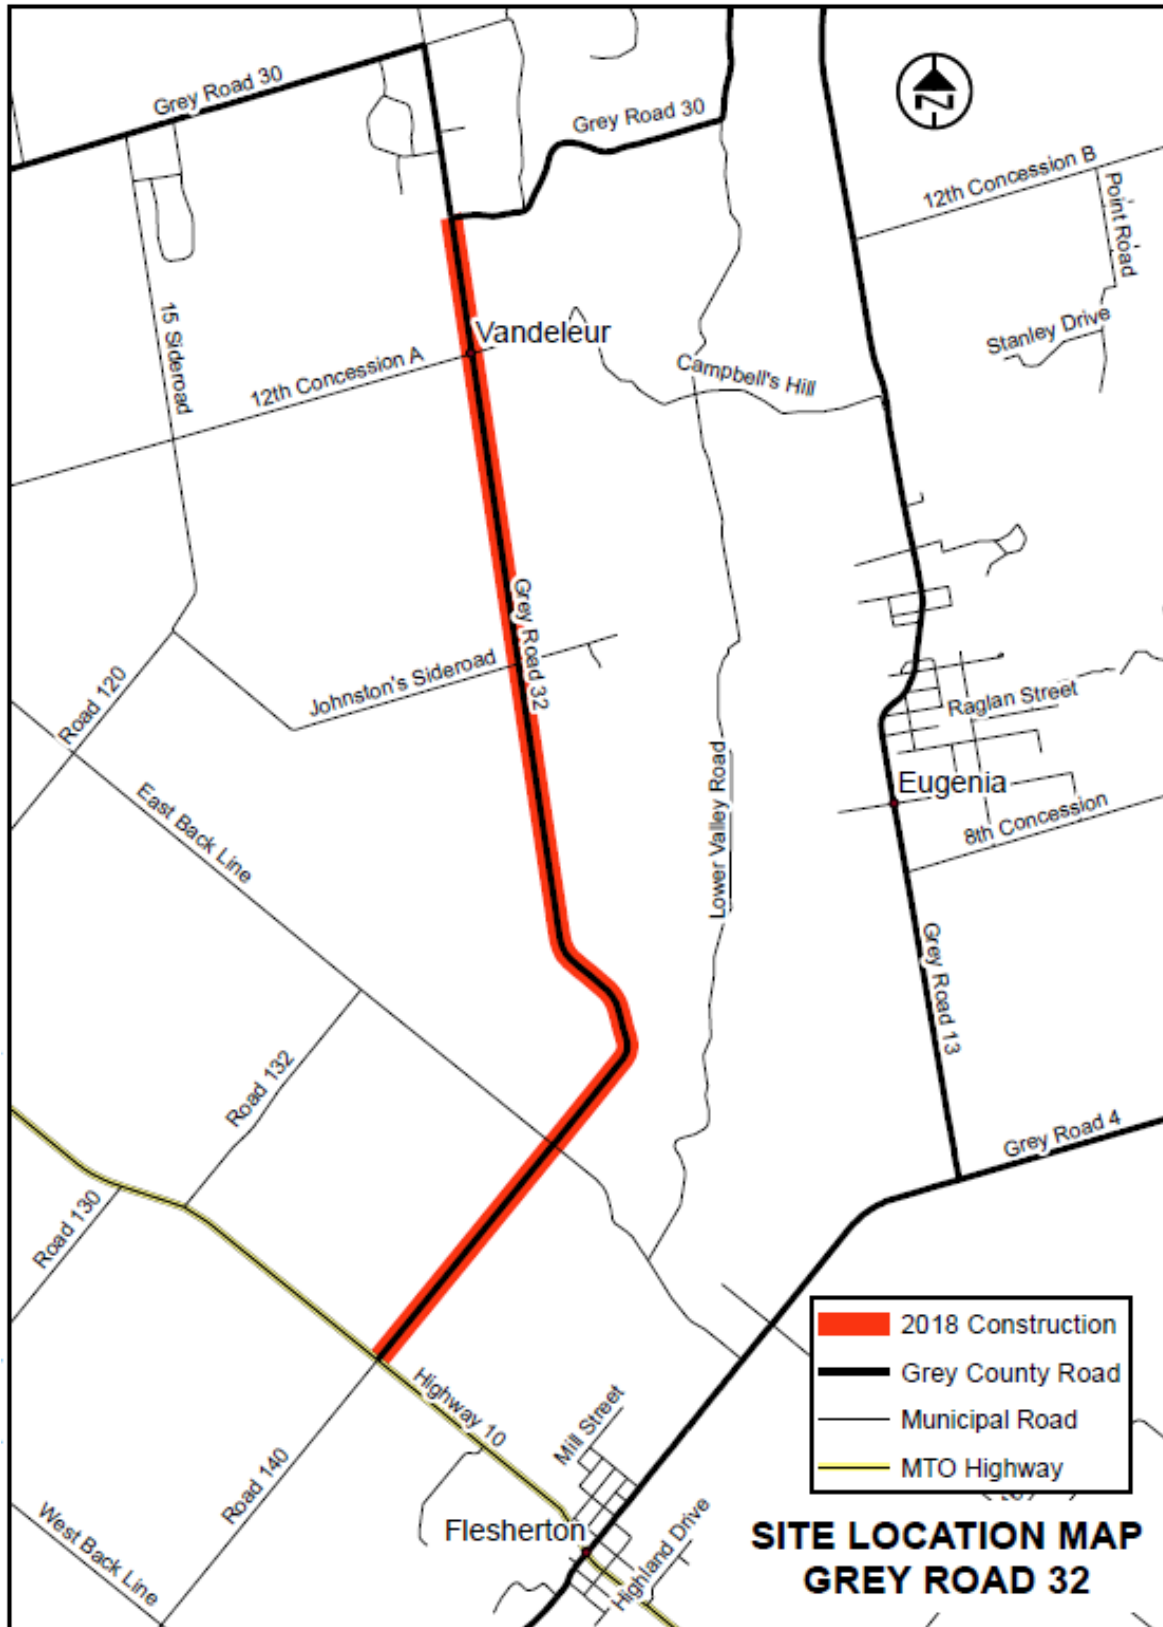 Grey Road 30
Grey Road 30
N
12th Concession B
Point Road
Stanley Drive
15 Sideroad
Vandeleur
12th Concession A
Campbell's Hill
Grey Road 32
Johnston's Sideroad
Road 120
Raglan Street
East Back Line
Lower Valley Road
Eugenia
8th Concession
Grey Road 13
Road 132
Grey Road 4
Road 130
2018 Construction
Grey County Road
Municipal Road
MTO Highway
Highway 10
Mill Street
Road 140
West Back Line
Flesherton
Highland Drive
SITE LOCATION MAP
GREY ROAD 32